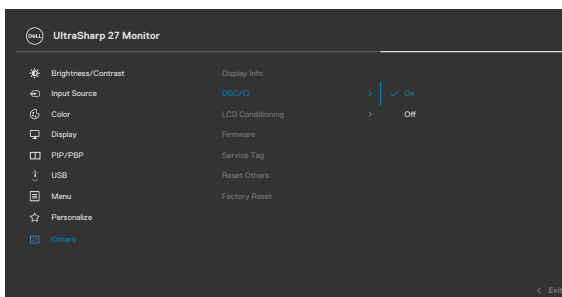 DELL UltraSharp 27 Monitor
Brightness/Contrast
Input Source
Color
Display
PIP/PBP
USB
Menu
Personalize
Others
Display Info
DDC/CI
LCD Conditioning
Firmware
Service Tag
Reset Others
Factory Reset
On
Off
Exit